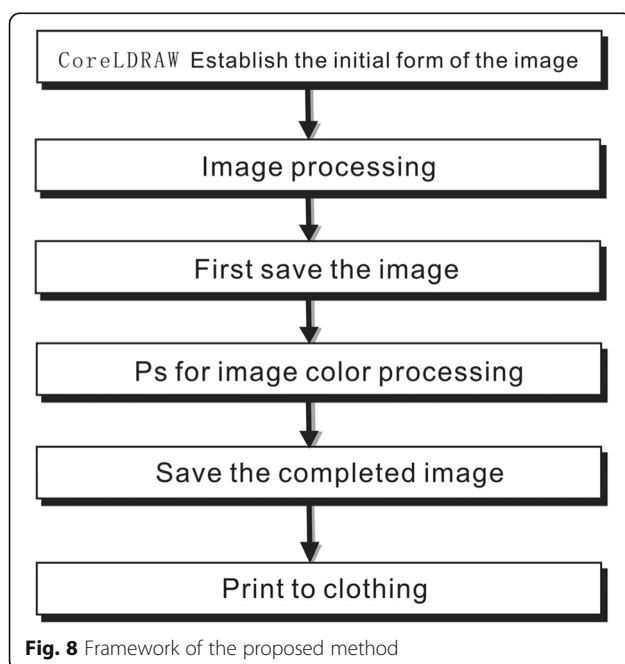 CoreLDRAW Establish the initial form of the image
Image processing
First save the image
Ps for image color processing
Save the completed image
Print to clothing
Fig. 8 Framework of the proposed method